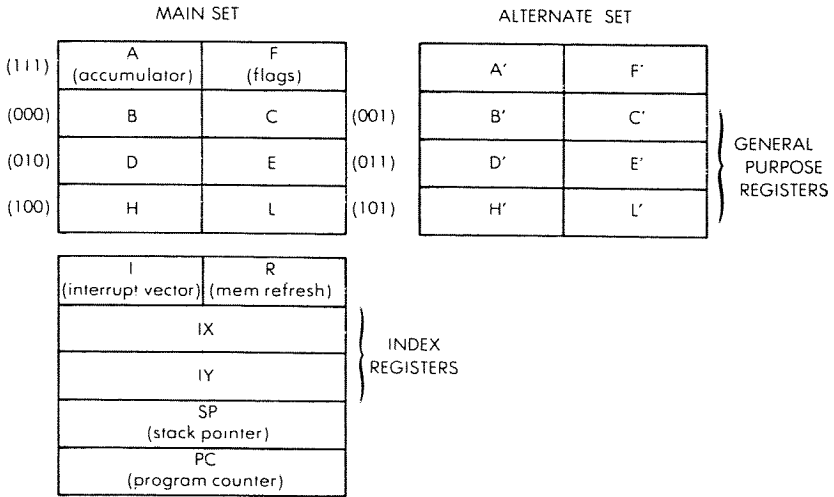 MAIN SET
ALTERNATE SET
(111)
A
(accumulator)
F
(flags)
A'
F'
(000)
B
C
(001)
B'
C'
(010)
D
E
(011)
D'
E'
(100)
H
L
(101)
H'
L'
GENERAL
PURPOSE
REGISTERS
I
(interrupt vector)
R
(mem refresh)
IX
IY
INDEX
REGISTERS
SP
(stack pointer)
PC
(program counter)